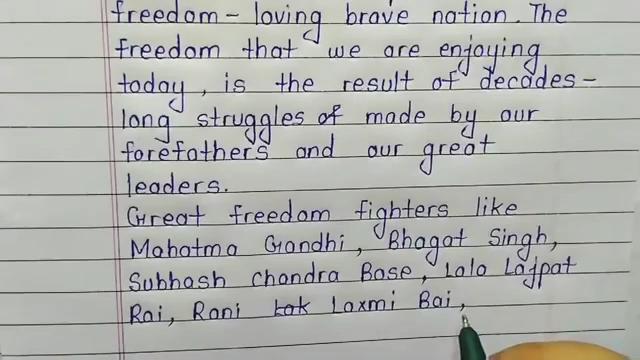 freedom - loving brave nation. The
freedom that we are enjoying
today, is the result of decades-
long struggles of made by our
forefathers and our great
leaders.
Great freedom fighters like
Mahatma Gandhi, Bhagat Singh,
Subhash Chandra Bose, Lala Lajpat
Rai, Rani Lak Laxmi Bai,